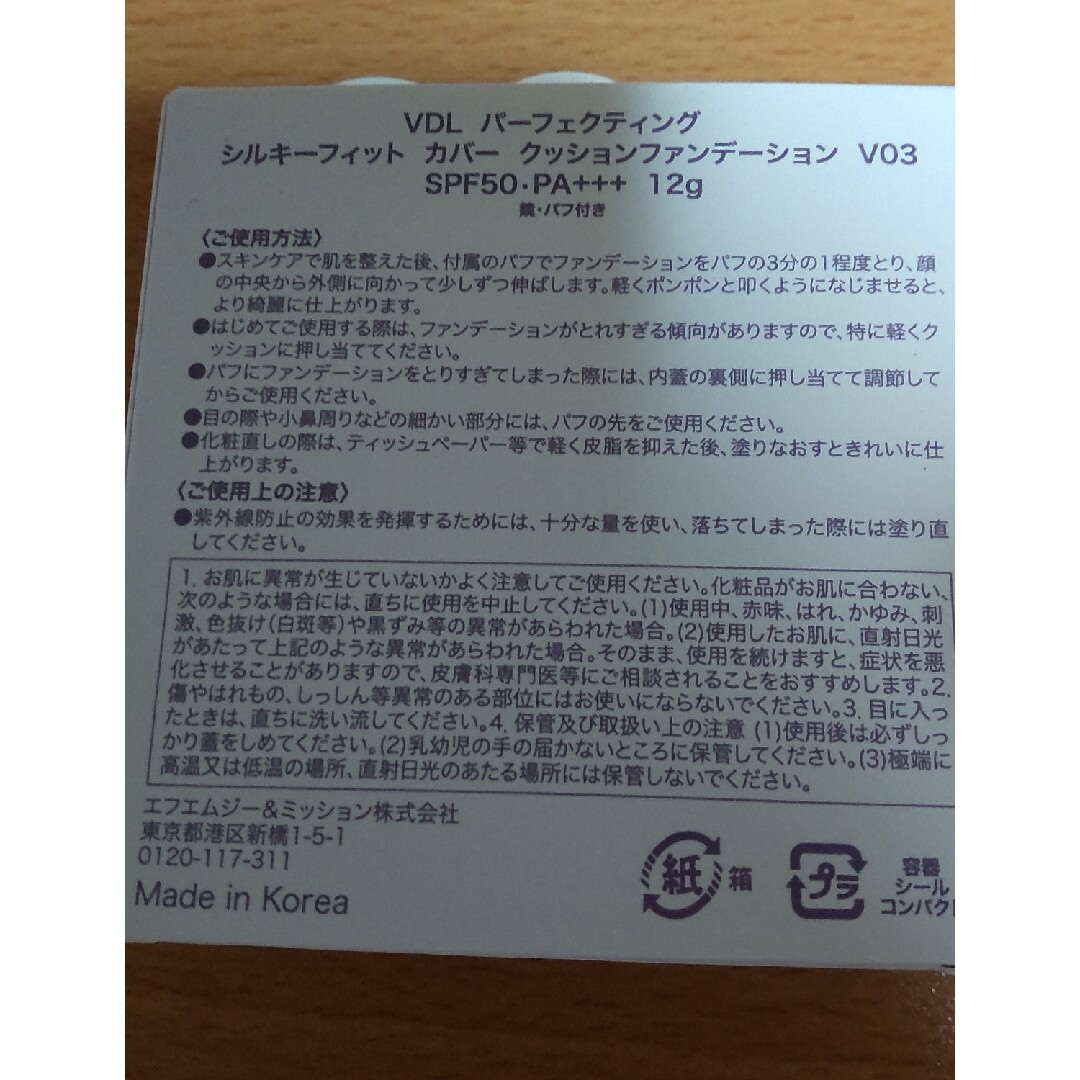 VDL パーフェクティング
シルキーフィット カバー クッションファンデーション V03
SPF50・PA+++ 12g
鏡・パフ付き
〈ご使用方法〉
●スキンケアで肌を整えた後、付属のパフでファンデーションをパフの3分の1程度とり、顔
の中央から外側に向かって少しずつ伸ばします。軽くポンポンと叩くようになじませると、
より綺麗に仕上がります。
●はじめてご使用する際は、ファンデーションがとれすぎる傾向がありますので、特に軽くク
ッションに押し当ててください。
●パフにファンデーションをとりすぎてしまった際には、内蓋の裏側に押し当てて調節して
からご使用ください。
●目の際や小鼻周りなどの細かい部分には、パフの先をご使用ください。
●化粧直しの際は、ティッシュペーパー等で軽く皮脂を抑えた後、塗りなおすときれいに仕
上がります。
〈ご使用上の注意〉
●紫外線防止の効果を発揮するためには、十分な量を使い、落ちてしまった際には塗り直
してください。
1. お肌に異常が生じていないかよく注意してご使用ください。化粧品がお肌に合わない、
次のような場合には、直ちに使用を中止してください。(1)使用中、赤味、はれ、かゆみ、刺
激、色抜け(白斑等)や黒ずみ等の異常があらわれた場合。(2)使用したお肌に、直射日光
があたって上記のような異常があらわれた場合。そのまま、使用を続けますと、症状を悪
化させることがありますので、皮膚科専門医等にご相談されることをおすすめします。2.
傷やはれもの、しっしん等異常のある部位にはお使いにならないでください。3. 目に入っ
たときは、直ちに洗い流してください。4. 保管及び取扱い上の注意 (1)使用後は必ずしっ
かり蓋をしめてください。(2)乳幼児の手の届かないところに保管してください。(3)極端に
高温又は低温の場所、直射日光のあたる場所には保管しないでください。
エフエムジー&ミッション株式会社
東京都港区新橋1-5-1
0120-117-311
Made in Korea
紙 箱
プラ
容器
シール
コンパクト